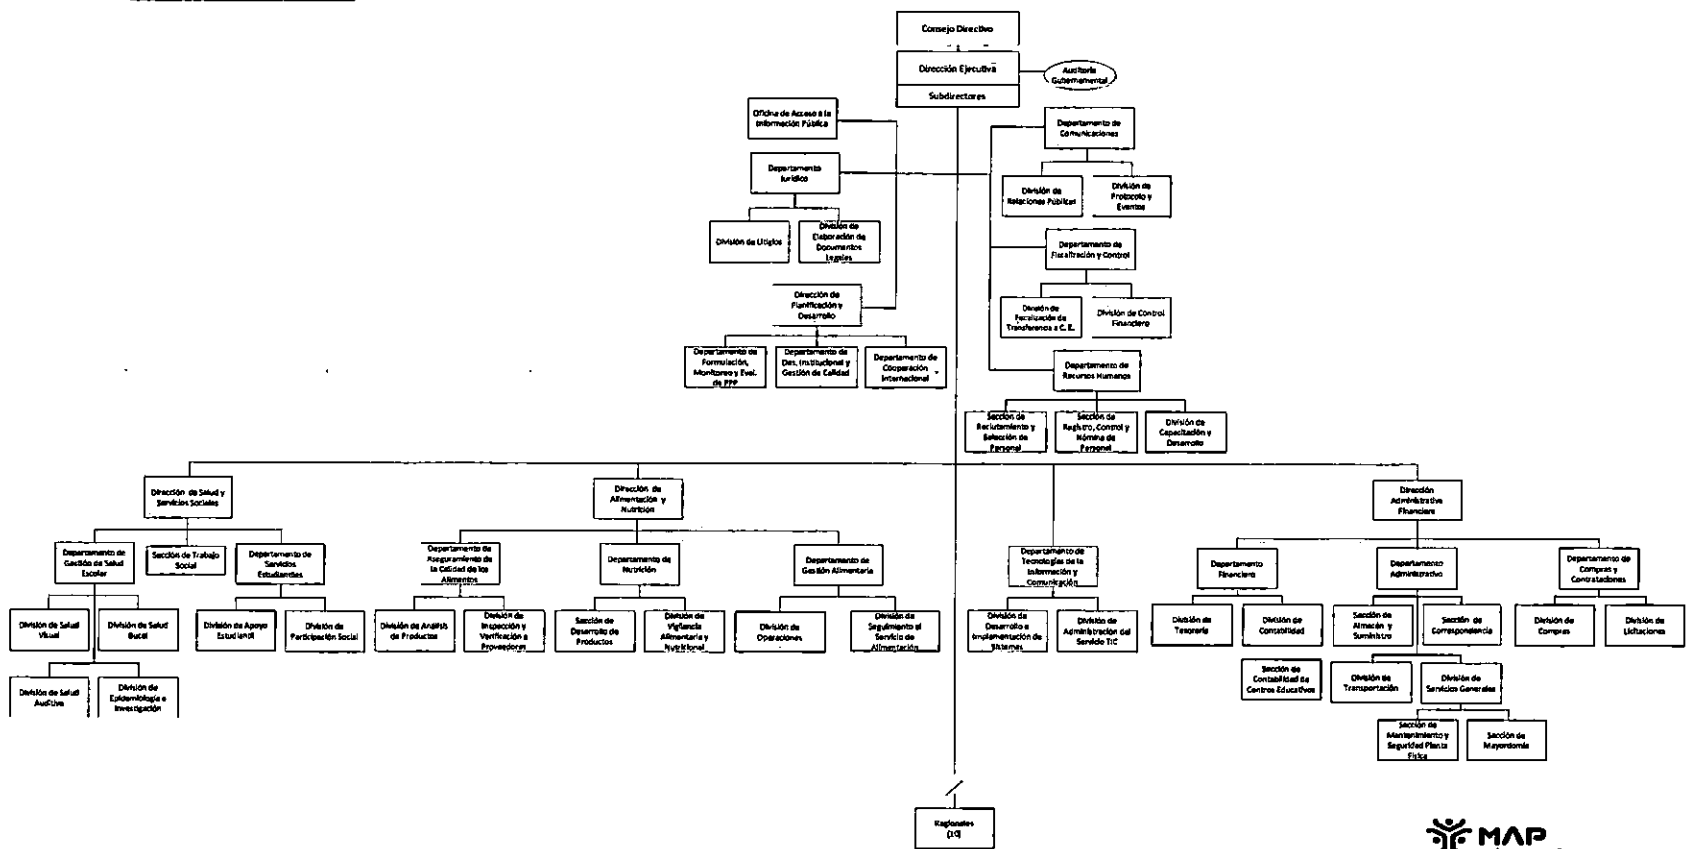 Consejo Directivo
Dirección Ejecutiva
Subdirectores
Auditoría
Gubernamental
Oficina de Acceso a la
Información Pública
Departamento de
Comunicaciones
Departamento
Jurídico
División de
Relaciones Públicas
División de
Protocolo y
Eventos
División de Litigios
División de
Elaboración de
Documentos
Legales
Departamento de
Fiscalización y Control
Dirección de
Planificación y
Desarrollo
División de
Fiscalización de
Transferencia a C. E.
División de Control
Financiero
Departamento de
Formulación,
Monitoreo y Eval.
de PPP
Departamento de
Des. Institucional y
Gestión de Calidad
Departamento de
Cooperación
Internacional
Departamento de
Recursos Humanos
Sección de
Reclutamiento y
Selección de
Personal
Sección de
Registro, Control y
Nómina de
Personal
División de
Capacitación y
Desarrollo
Dirección de Salud y
Servicios Sociales
Dirección de
Alimentación y
Nutrición
Dirección
Administrativa
Financiera
Departamento de
Gestión de Salud
Escolar
Sección de Trabajo
Social
Departamento de
Servicios
Estudiantiles
Departamento de
Aseguramiento de
la Calidad de los
Alimentos
Departamento de
Nutrición
Departamento de
Gestión Alimentaria
Departamento de
Tecnologías de la
Información y
Comunicación
Departamento
Financiero
Departamento
Administrativo
Departamento de
Compras y
Contrataciones
División de Salud
Visual
División de Salud
Bucal
División de Apoyo
Estudiantil
División de
Participación Social
División de Análisis
de Productos
División de
Inspección y
Verificación a
Proveedores
Sección de
Desarrollo de
Productos
División de
Vigilancia
Alimentaria y
Nutricional
División de
Operaciones
División de
Seguimiento al
Servicio de
Alimentación
División de
Desarrollo e
Implementación de
Sistemas
División de
Administración del
Servicio TIC
División de
Tesorería
División de
Contabilidad
Sección de
Almacén y
Suministro
Sección de
Correspondencia
División de
Compras
División de
Licitaciones
División de Salud
Auditiva
División de
Epidemiología e
Investigación
Sección de
Contabilidad de
Centros Educativos
División de
Transportación
División de
Servicios Generales
Sección de
Mantenimiento y
Seguridad Planta
Física
Sección de
Mayordomía
Regionales
MAP